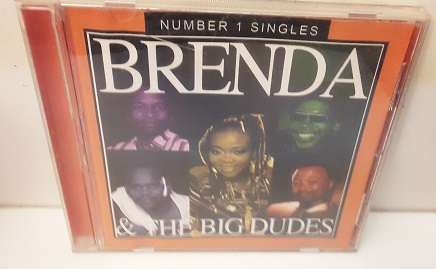 NUMBER 1 SINGLES
BRENDA
& THE BIG DUDES